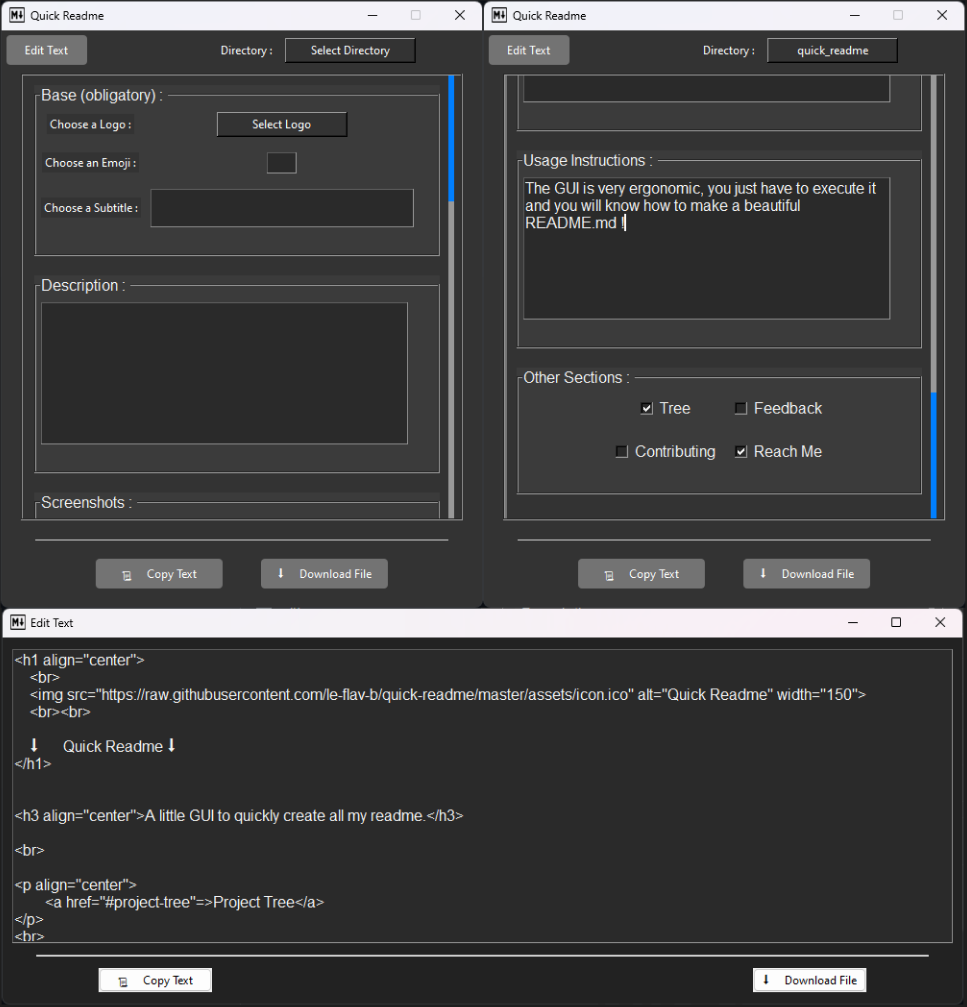 M↓ Quick Readme
Edit Text Directory : Select Directory
Base (obligatory) :
Choose a Logo : Select Logo
Choose an Emoji :
Choose a Subtitle :
Description :
Screenshots :
Copy Text ⬇ Download File
M↓ Quick Readme
Edit Text Directory : quick_readme
Usage Instructions :
The GUI is very ergonomic, you just have to execute it
and you will know how to make a beautiful
README.md !
Other Sections :
Tree Feedback
Contributing Reach Me
Copy Text ⬇ Download File
M↓ Edit Text
<h1 align="center">
<br>
<img src="https://raw.githubusercontent.com/le-flav-b/quick-readme/master/assets/icon.ico" alt="Quick Readme" width="150">
<br><br>
⬇ Quick Readme ⬇
</h1>
<h3 align="center">A little GUI to quickly create all my readme.</h3>
<br>
<p align="center">
<a href="#project-tree"=>Project Tree</a>
</p>
<br>
Copy Text ⬇ Download File